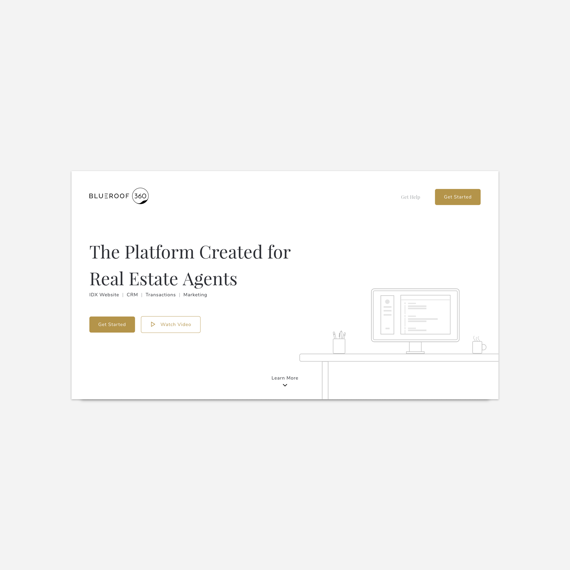 BLUEROOF 360
Get Help
Get Started
The Platform Created for
Real Estate Agents
IDX Website | CRM | Transactions | Marketing
Get Started
Watch Video
Learn More